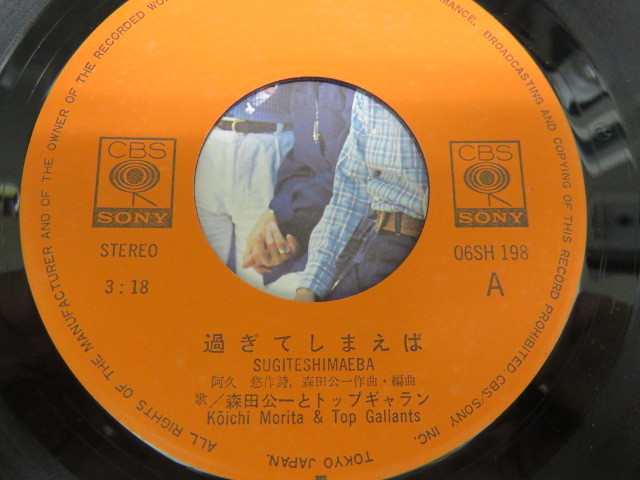 ALL RIGHTS OF THE MANUFACTURER AND OF THE OWNER OF THE RECORDED
MANCE, BROADCASTING AND COPYING OF THIS RECORD PROHIBITED CBS/SONY INC.
TOKYO JAPAN.
CBS
SONY
STEREO
3:18
CBS
SONY
06SH 198
A
過ぎてしまえば
SUGITESHIMAEBA
阿久 悠作詩, 森田公一作曲・編曲
歌/森田公一とトップギャラン
Kōichi Morita & Top Gallants